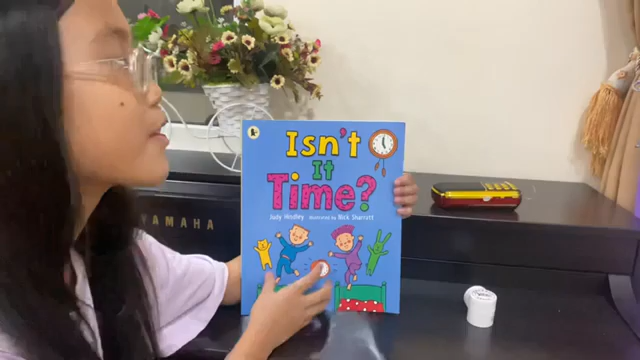 Isn't
It
Time?
Judy Hindley illustrated by Nick Sharratt
YAMAHA